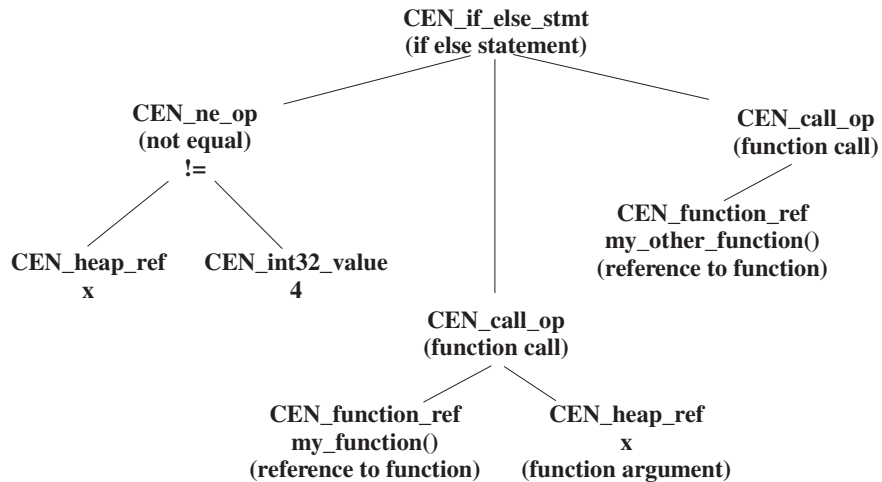 CEN_if_else_stmt
(if else statement)
CEN_ne_op
(not equal)
!=
CEN_call_op
(function call)
CEN_heap_ref
x
CEN_int32_value
4
CEN_function_ref
my_other_function()
(reference to function)
CEN_call_op
(function call)
CEN_function_ref
my_function()
(reference to function)
CEN_heap_ref
x
(function argument)